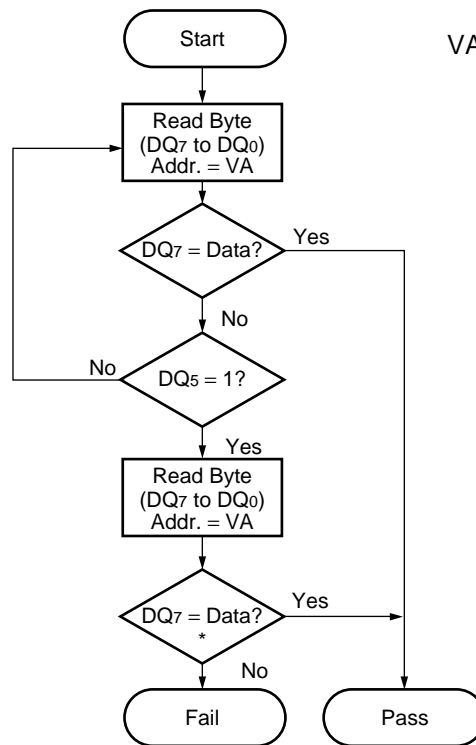 Start
VA
Read Byte
(DQ7 to DQ0)
Addr. = VA
DQ7 = Data?
Yes
No
No
DQ5 = 1?
Yes
Read Byte
(DQ7 to DQ0)
Addr. = VA
DQ7 = Data?
*
Yes
No
Fail
Pass